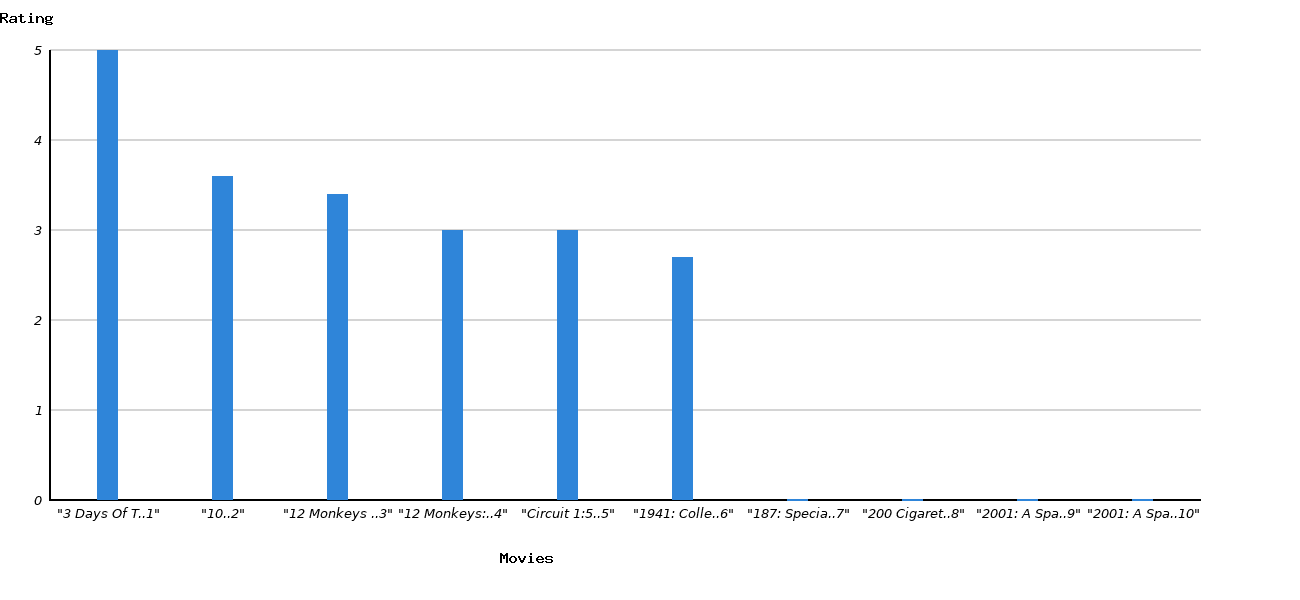 Rating
5
4
3
2
1
0
"3 Days Of T..1" "10..2" "12 Monkeys ..3" "12 Monkeys:..4" "Circuit 1:5..5" "1941: Colle..6" "187: Specia..7" "200 Cigaret..8" "2001: A Spa..9" "2001: A Spa..10"
Movies